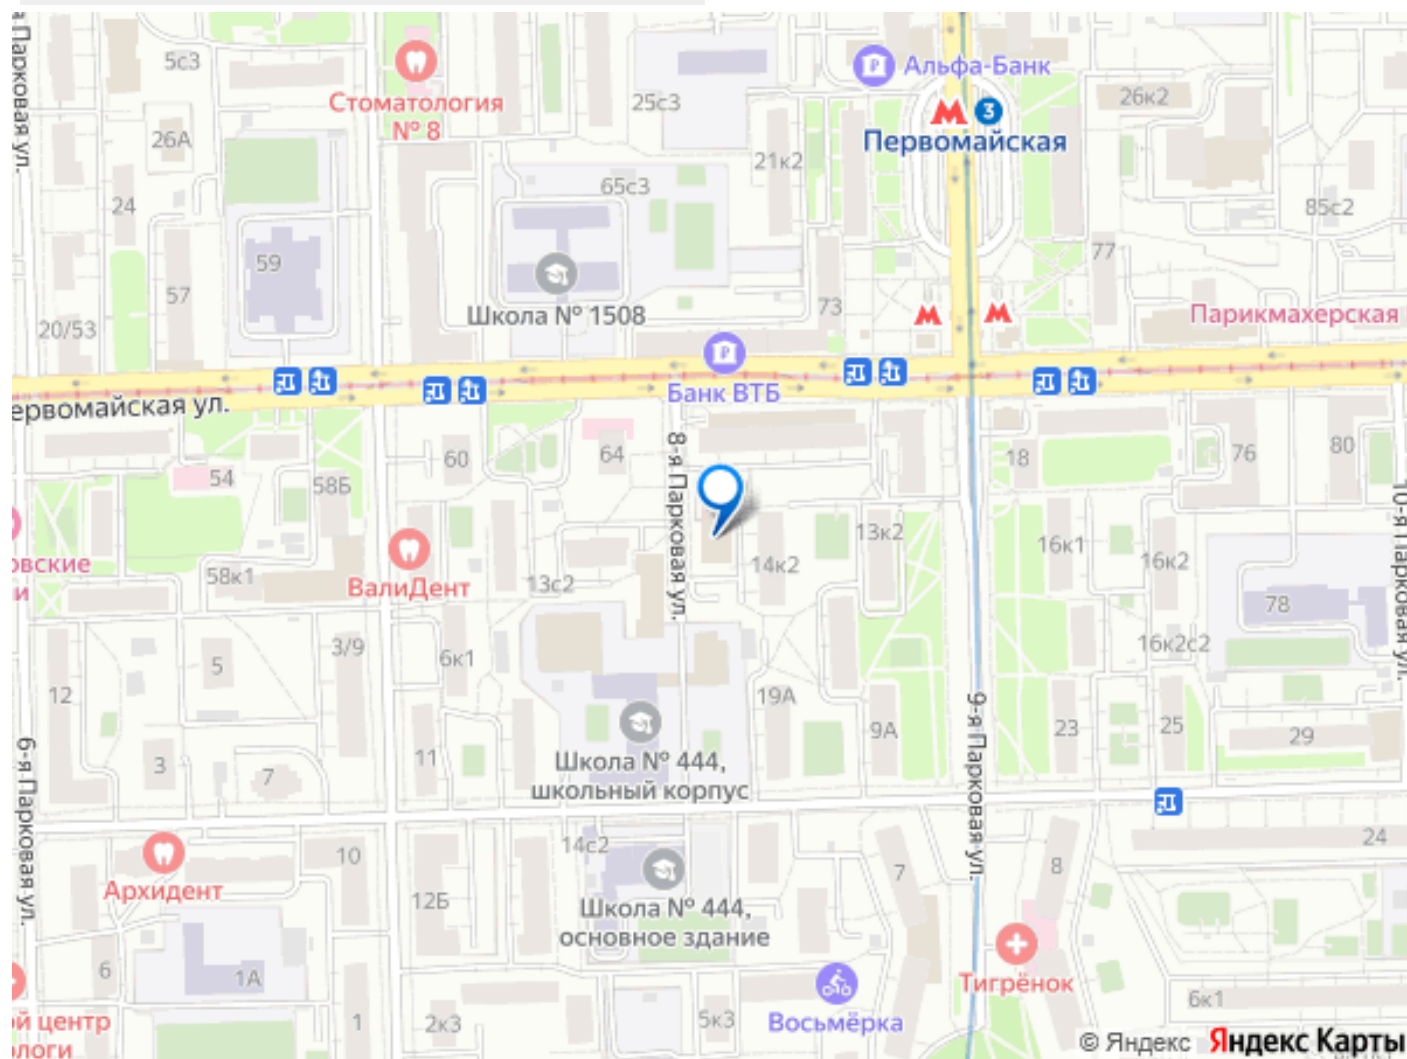 я Парковая ул.
5с3
Стоматология
№ 8
25с3
Альфа-Банк
3
Первомайская
26к2
26А
21к2
24
65с3
85с2
59
77
57
73
20/53
Школа № 1508
Парикмахерская
Банк ВТБ
ервомайская ул.
60
64
8-я Парковая ул.
18
76
80
54
58Б
10-я Парковая ул.
13к2
16к1
16к2
овские
и
58к1
ВалиДент
13с2
14к2
78
3/9
6к1
5
16к2с2
12
19А
9А
9-я Парковая ул.
23
25
29
6-я Парковая ул.
3
7
11
Школа № 444,
школьный корпус
24
10
14с2
7
8
Архидент
12Б
Школа № 444,
основное здание
6
1А
Тигрёнок
6к1
й центр
логи
1
2к3
5к3
Восьмёрка
© Яндекс Яндекс Карты